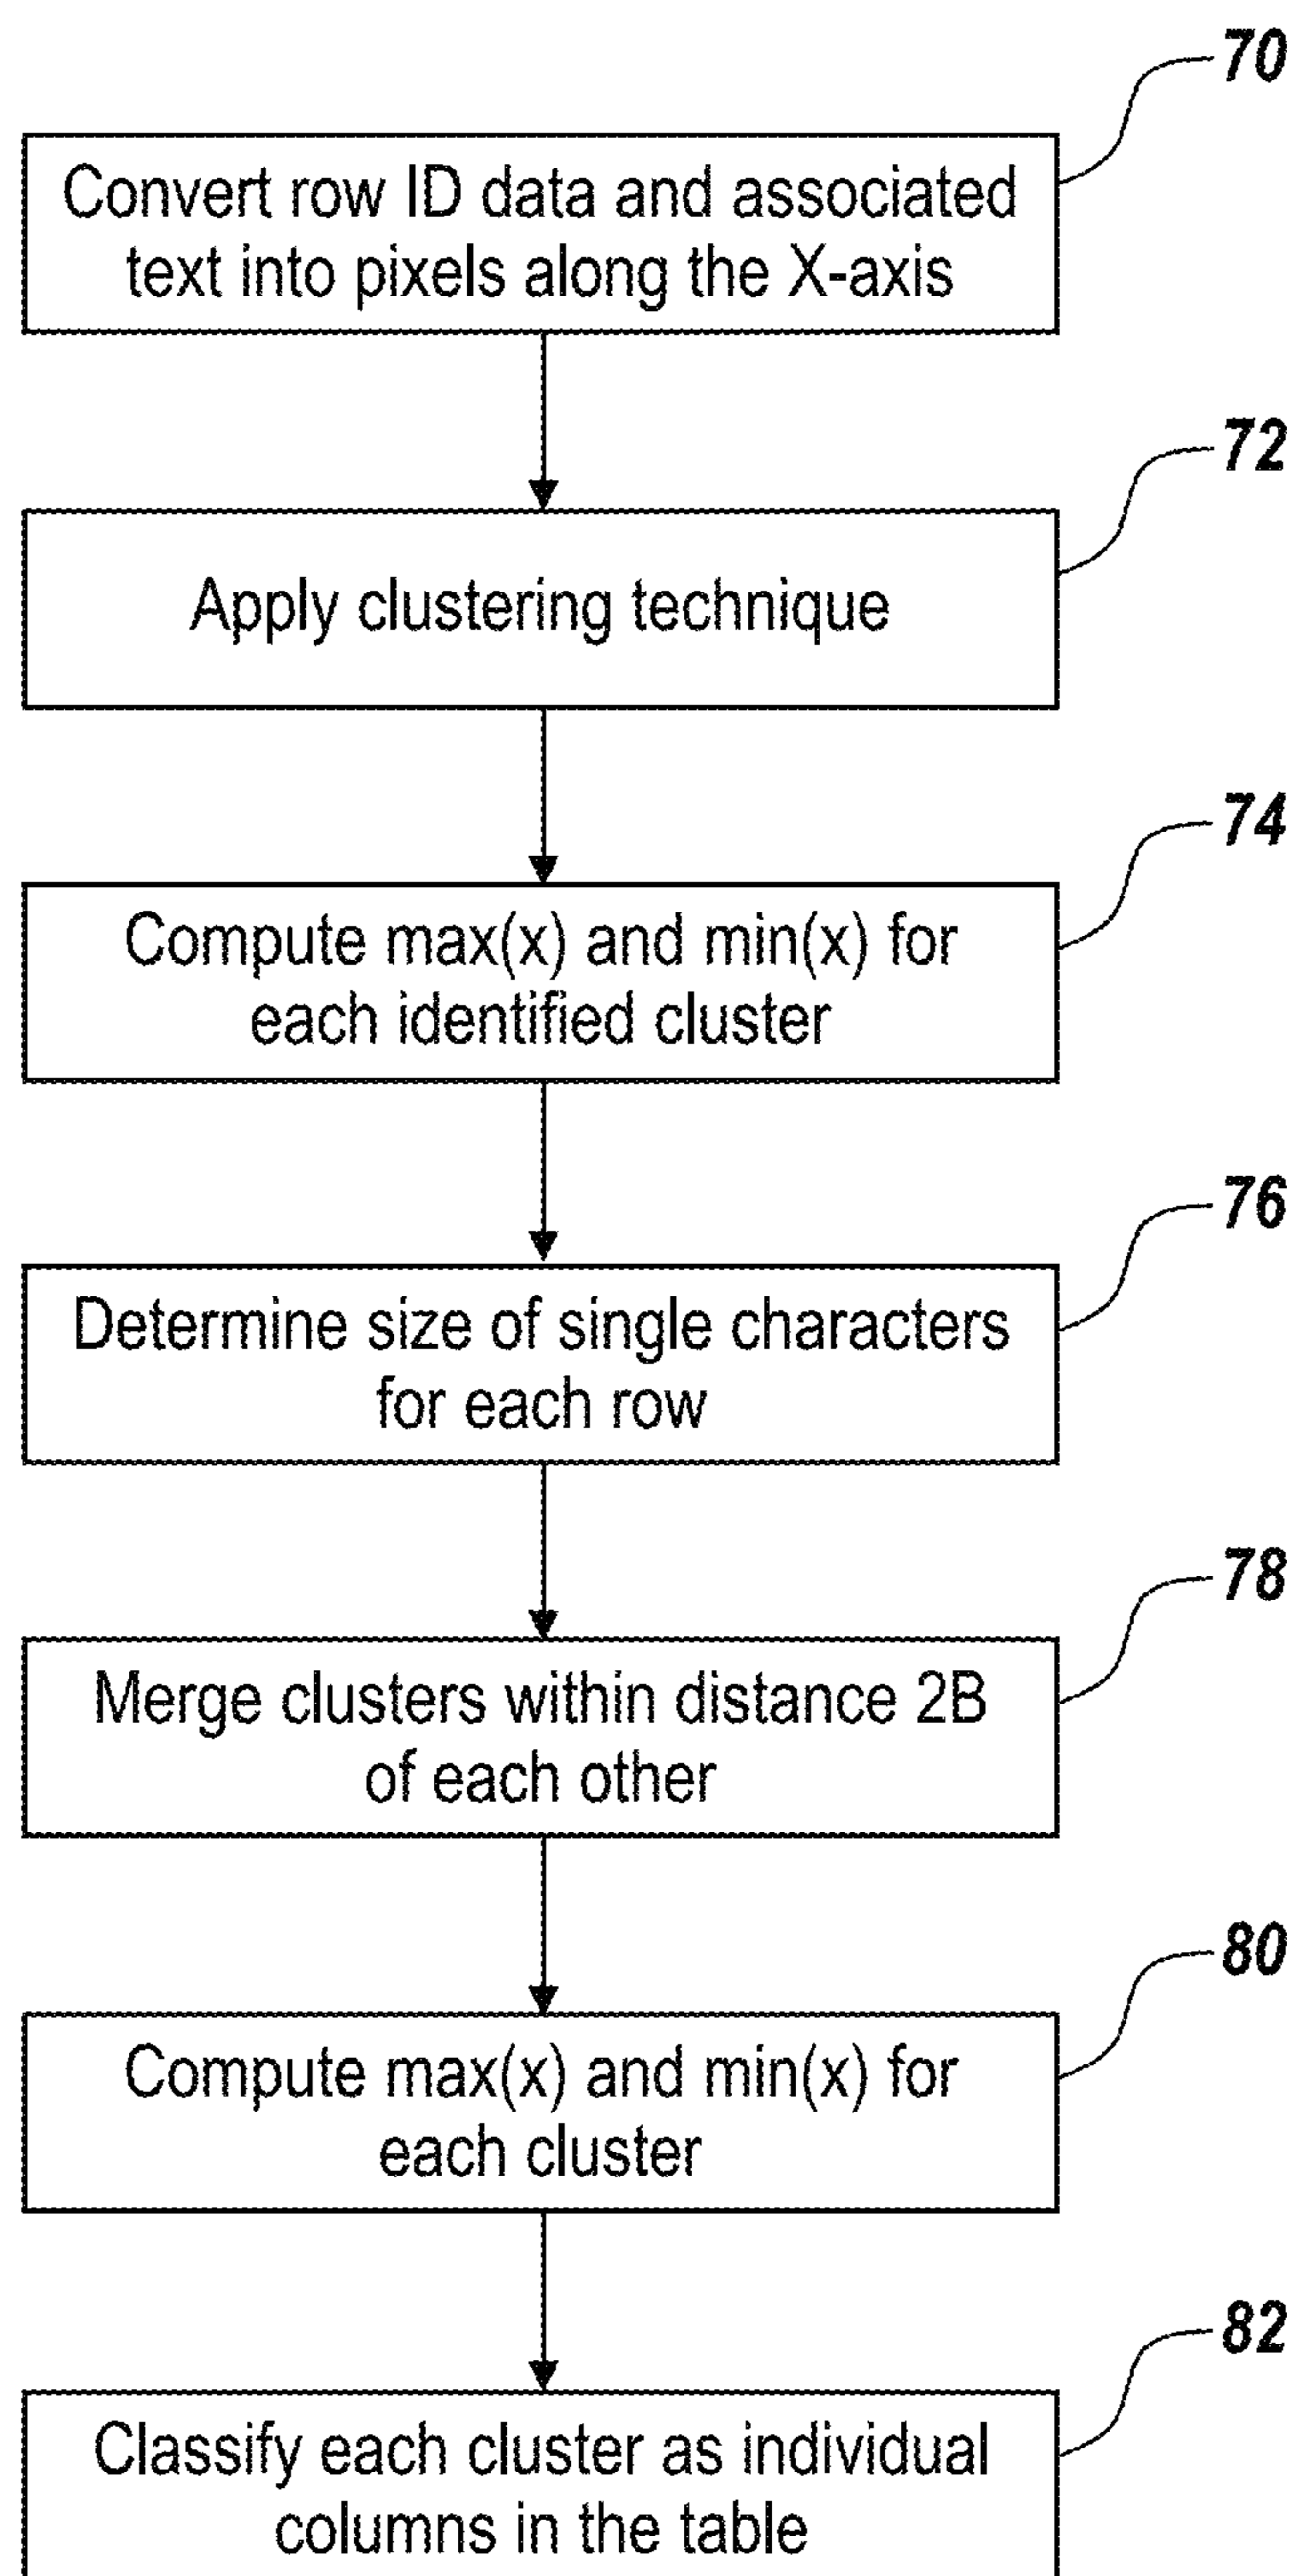 70
Convert row ID data and associated
text into pixels along the X-axis
72
Apply clustering technique
74
Compute max(x) and min(x) for
each identified cluster
76
Determine size of single characters
for each row
78
Merge clusters within distance 2B
of each other
80
Compute max(x) and min(x) for
each cluster
82
Classify each cluster as individual
columns in the table